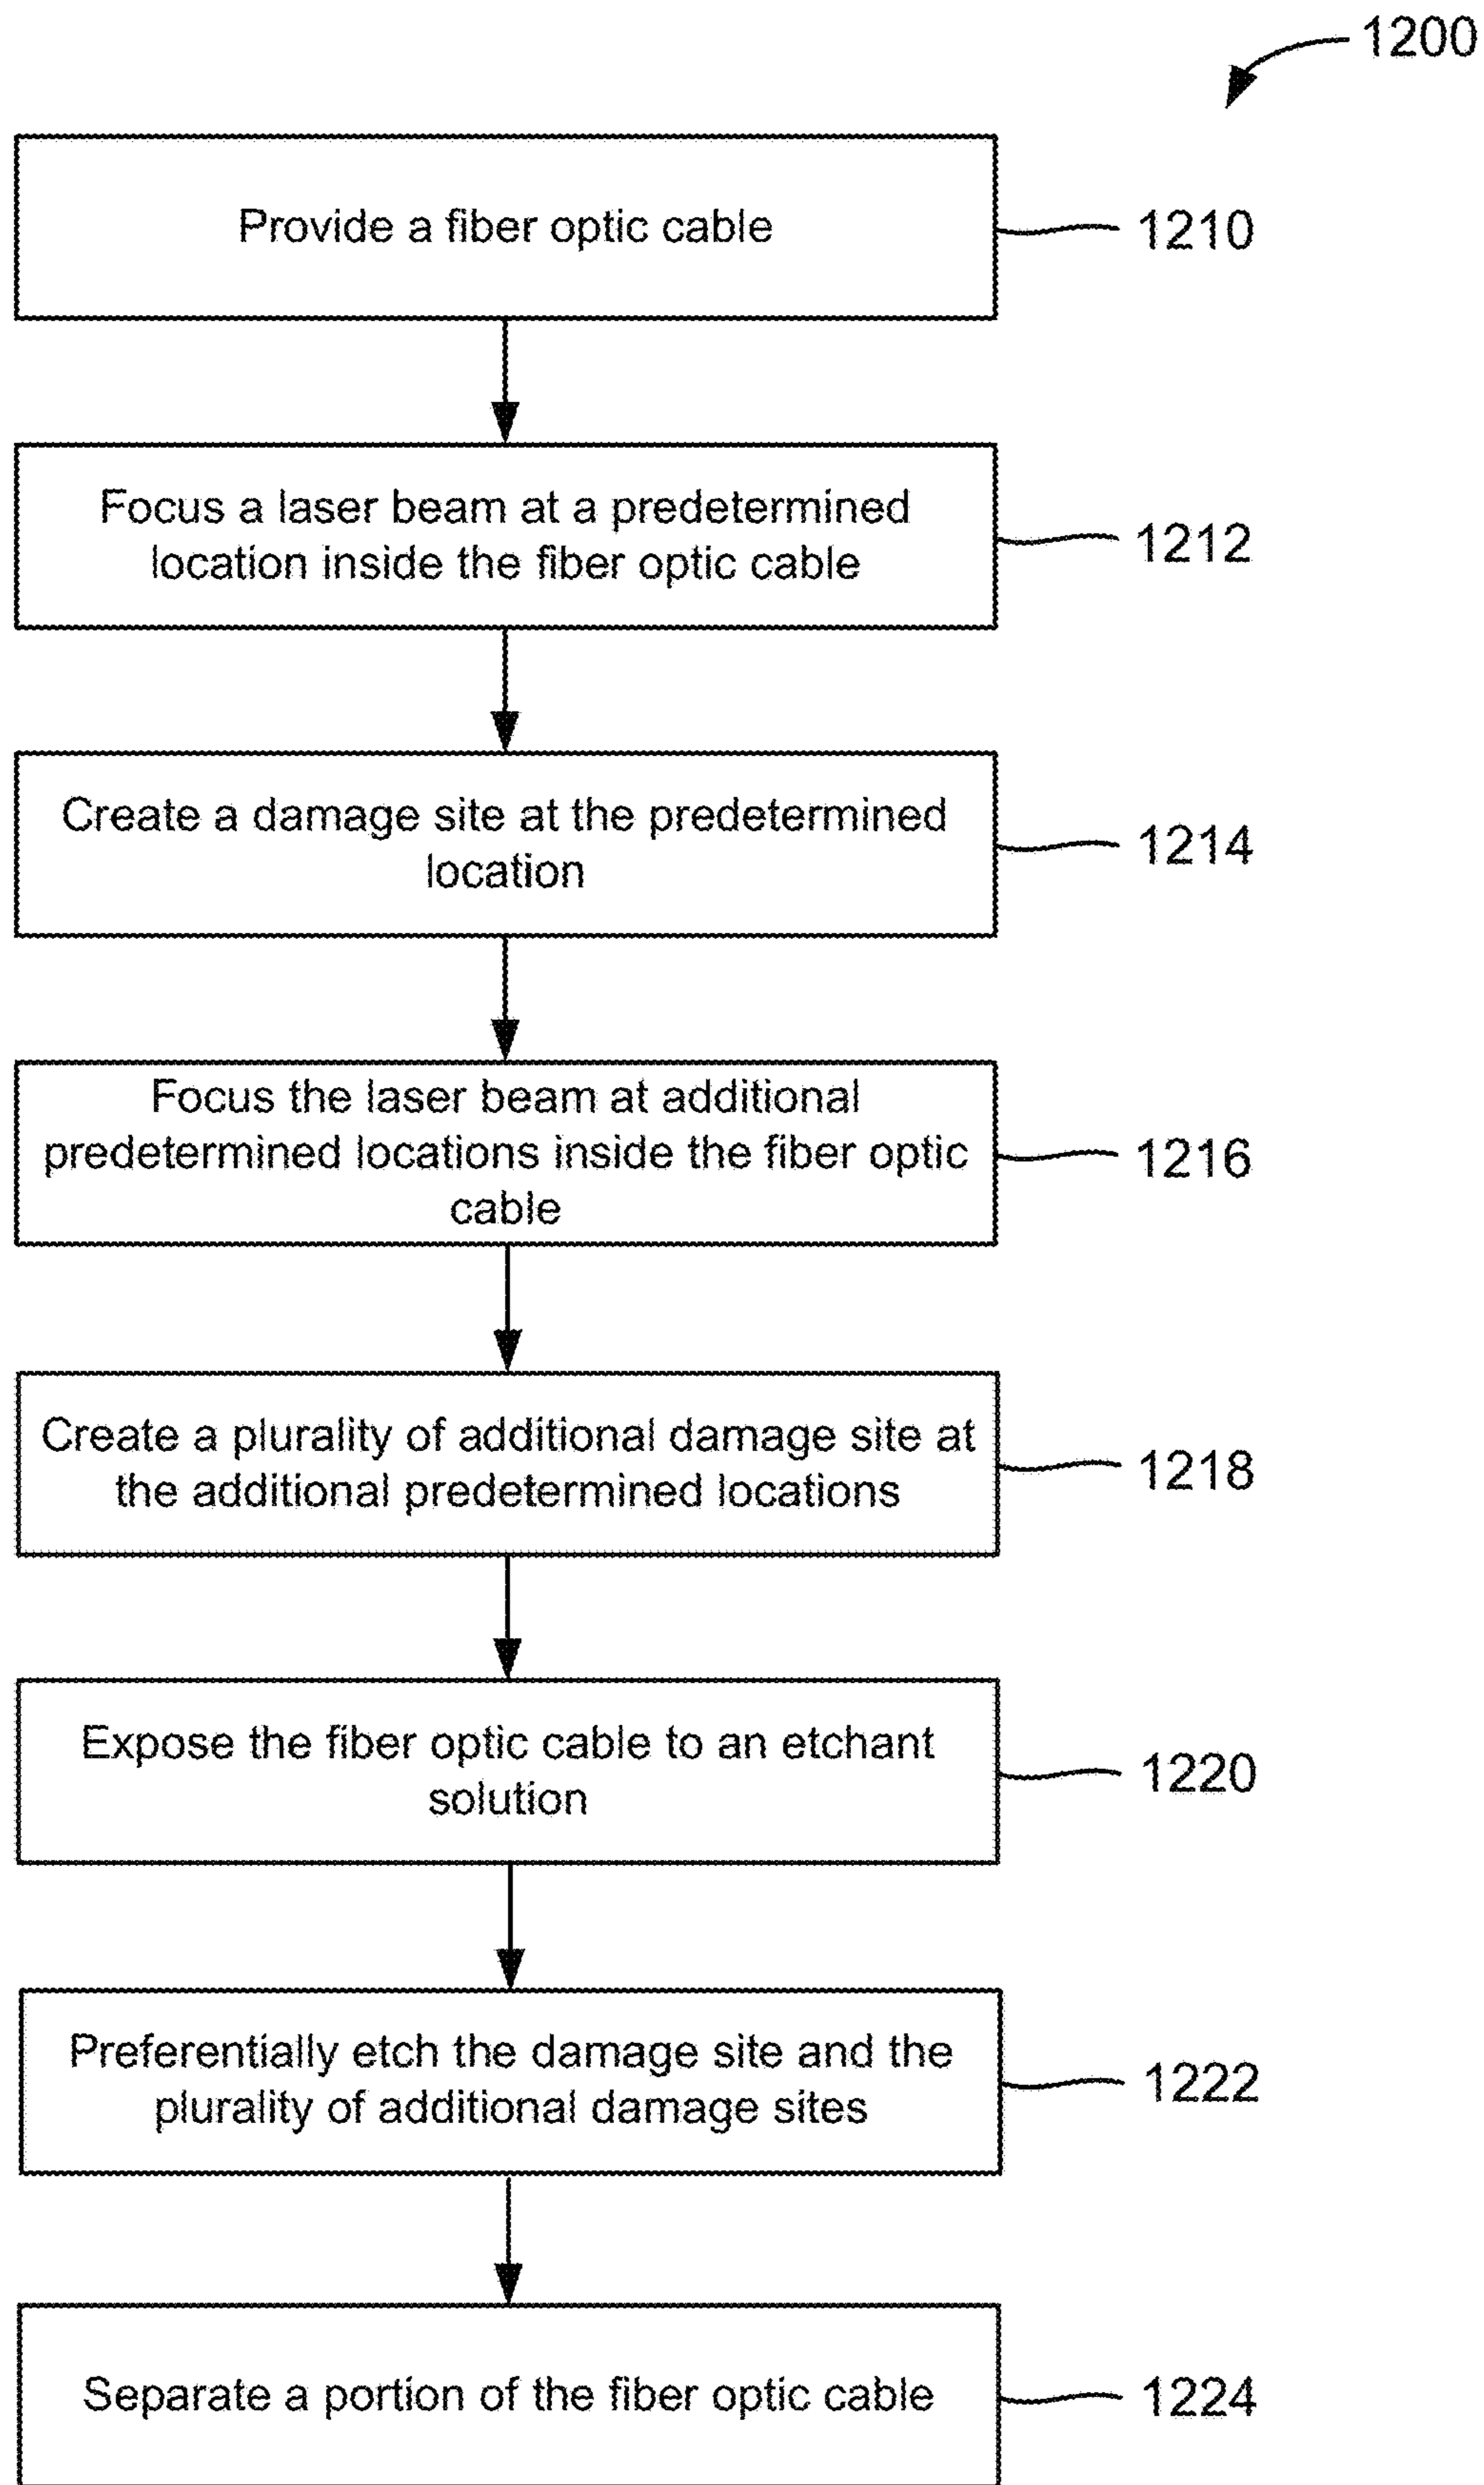 1200
Provide a fiber optic cable
1210
Focus a laser beam at a predetermined
location inside the fiber optic cable
1212
Create a damage site at the predetermined
location
1214
Focus the laser beam at additional
predetermined locations inside the fiber optic
cable
1216
Create a plurality of additional damage site at
the additional predetermined locations
1218
Expose the fiber optic cable to an etchant
solution
1220
Preferentially etch the damage site and the
plurality of additional damage sites
1222
Separate a portion of the fiber optic cable
1224